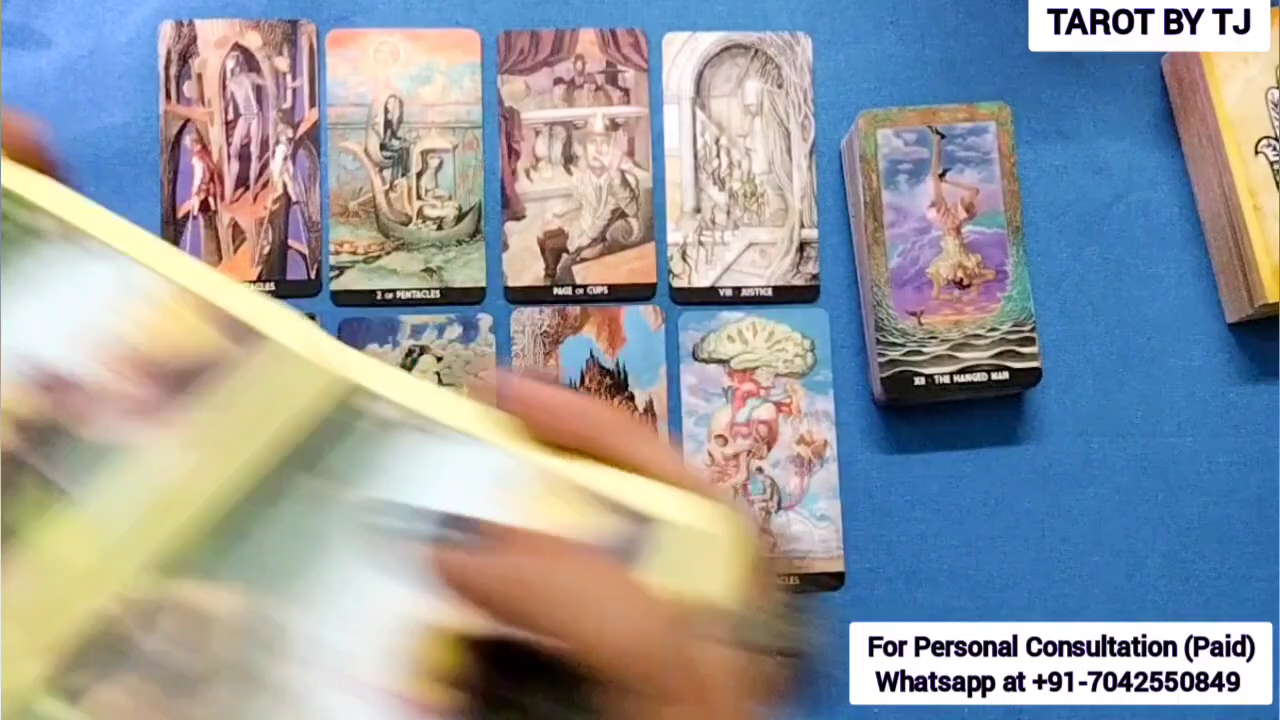 TAROT BY TJ
PENTACLES
2 OF PENTACLES
PAGE OF CUPS
VIII · JUSTICE
XII · THE HANGED MAN
For Personal Consultation (Paid)
Whatsapp at +91-7042550849